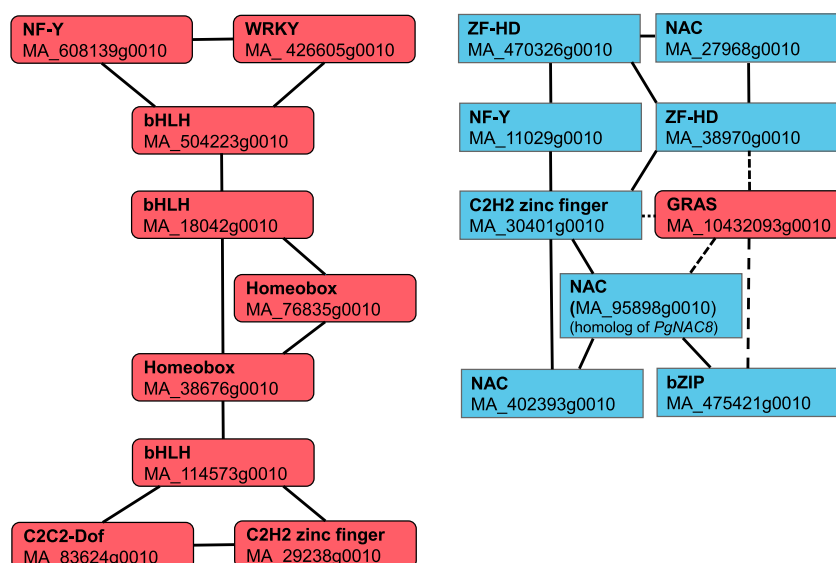 NF-Y
MA_608139g0010
WRKY
MA_ 426605g0010
bHLH
MA_504223g0010
bHLH
MA_18042g0010
Homeobox
MA_76835g0010
Homeobox
MA_38676g0010
bHLH
MA_114573g0010
C2C2-Dof
MA_83624g0010
C2H2 zinc finger
MA_29238g0010
ZF-HD
MA_470326g0010
NAC
MA_27968g0010
NF-Y
MA_11029g0010
ZF-HD
MA_38970g0010
C2H2 zinc finger
MA_30401g0010
GRAS
MA_10432093g0010
NAC
(MA_95898g0010)
(homolog of PgNAC8)
NAC
MA_402393g0010
bZIP
MA_475421g0010